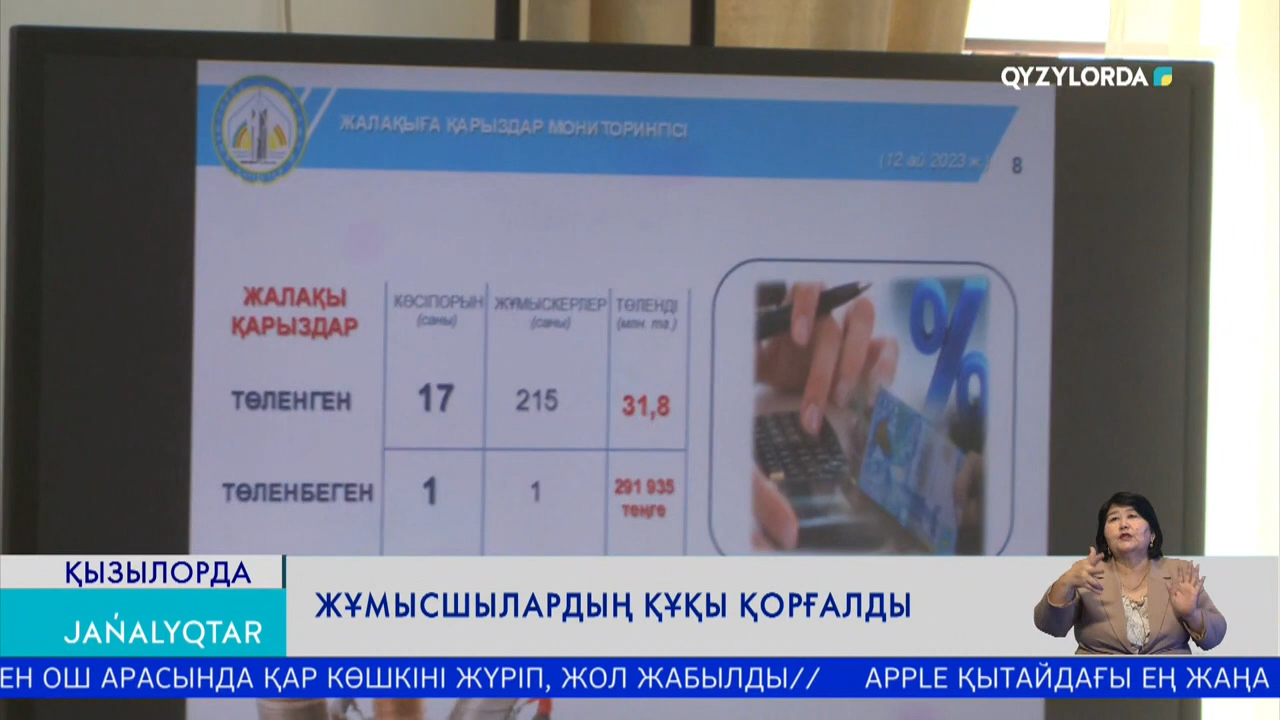 QYZYLORDA
ЖАЛАҚЫҒА ҚАРЫЗДАР МОНИТОРИНГІСІ
(12 ай 2023 ж.)
8
ЖАЛАҚЫ
ҚАРЫЗДАР
КӘСІПОРЫН
(саны)
ЖҰМЫСКЕРЛЕР
(саны)
ТӨЛЕНДІ
(млн. тг.)
ТӨЛЕНГЕН
17
215
31,8
ТӨЛЕНБЕГЕН
1
1
291 935
теңге
ҚЫЗЫЛОРДА
JAŃALYQTAR
ЖҰМЫСШЫЛАРДЫҢ ҚҰҚЫ ҚОРҒАЛДЫ
ЕН ОШ АРАСЫНДА ҚАР КӨШКІНІ ЖҮРІП, ЖОЛ ЖАБЫЛДЫ// APPLE ҚЫТАЙДАҒЫ ЕҢ ЖАҢА